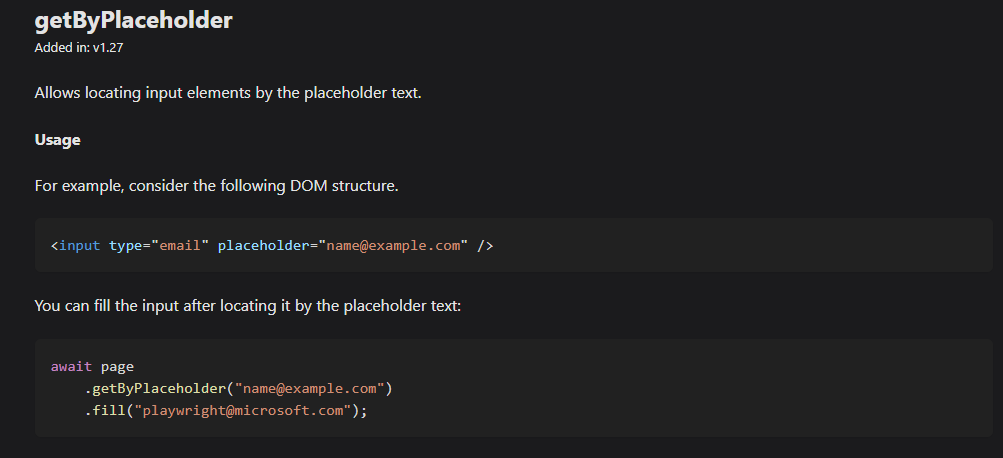 getByPlaceholder
Added in: v1.27
Allows locating input elements by the placeholder text.
Usage
For example, consider the following DOM structure.
<input type="email" placeholder="name@example.com" />
You can fill the input after locating it by the placeholder text:
await page
    .getByPlaceholder("name@example.com")
    .fill("playwright@microsoft.com");